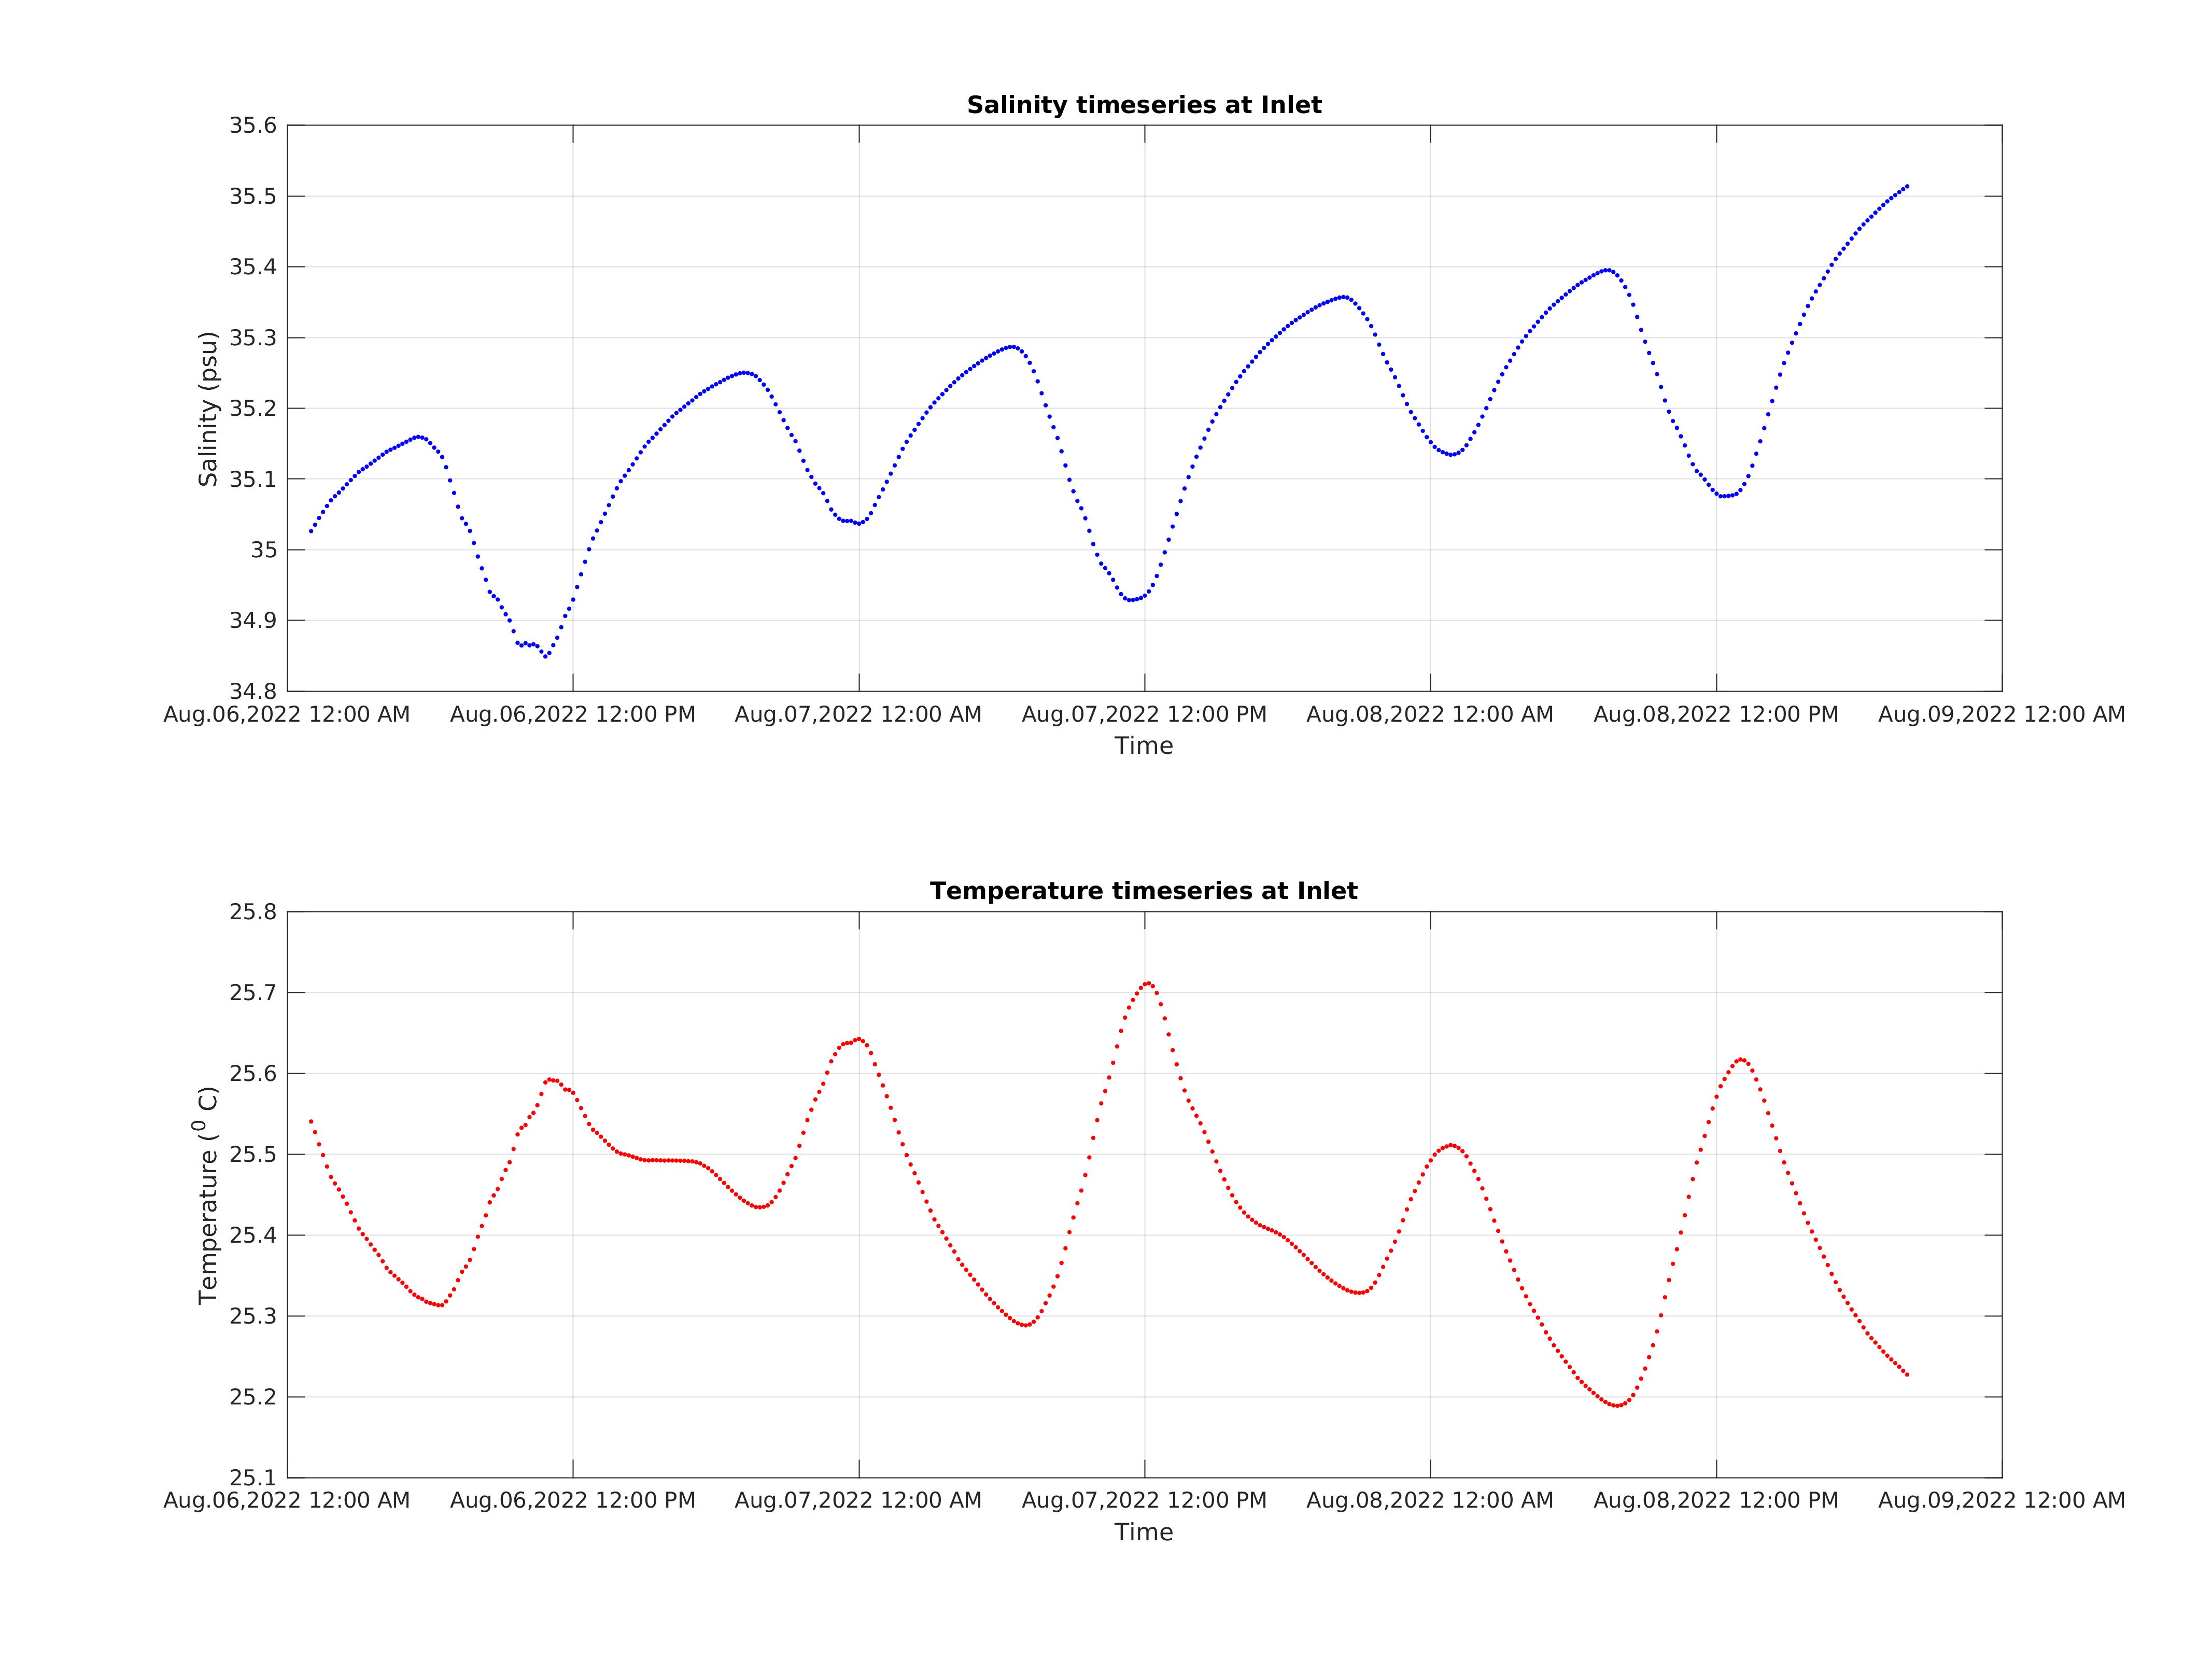 Salinity timeseries at Inlet
35.6
35.5
35.4
35.3
35.2
35.1
35
34.9
34.8
Salinity (psu)
Aug.06,2022 12:00 AM Aug.06,2022 12:00 PM Aug.07,2022 12:00 AM Aug.07,2022 12:00 PM Aug.08,2022 12:00 AM Aug.08,2022 12:00 PM Aug.09,2022 12:00 AM
Time
Temperature timeseries at Inlet
25.8
25.7
25.6
25.5
25.4
25.3
25.2
25.1
Temperature (⁰ C)
Aug.06,2022 12:00 AM Aug.06,2022 12:00 PM Aug.07,2022 12:00 AM Aug.07,2022 12:00 PM Aug.08,2022 12:00 AM Aug.08,2022 12:00 PM Aug.09,2022 12:00 AM
Time